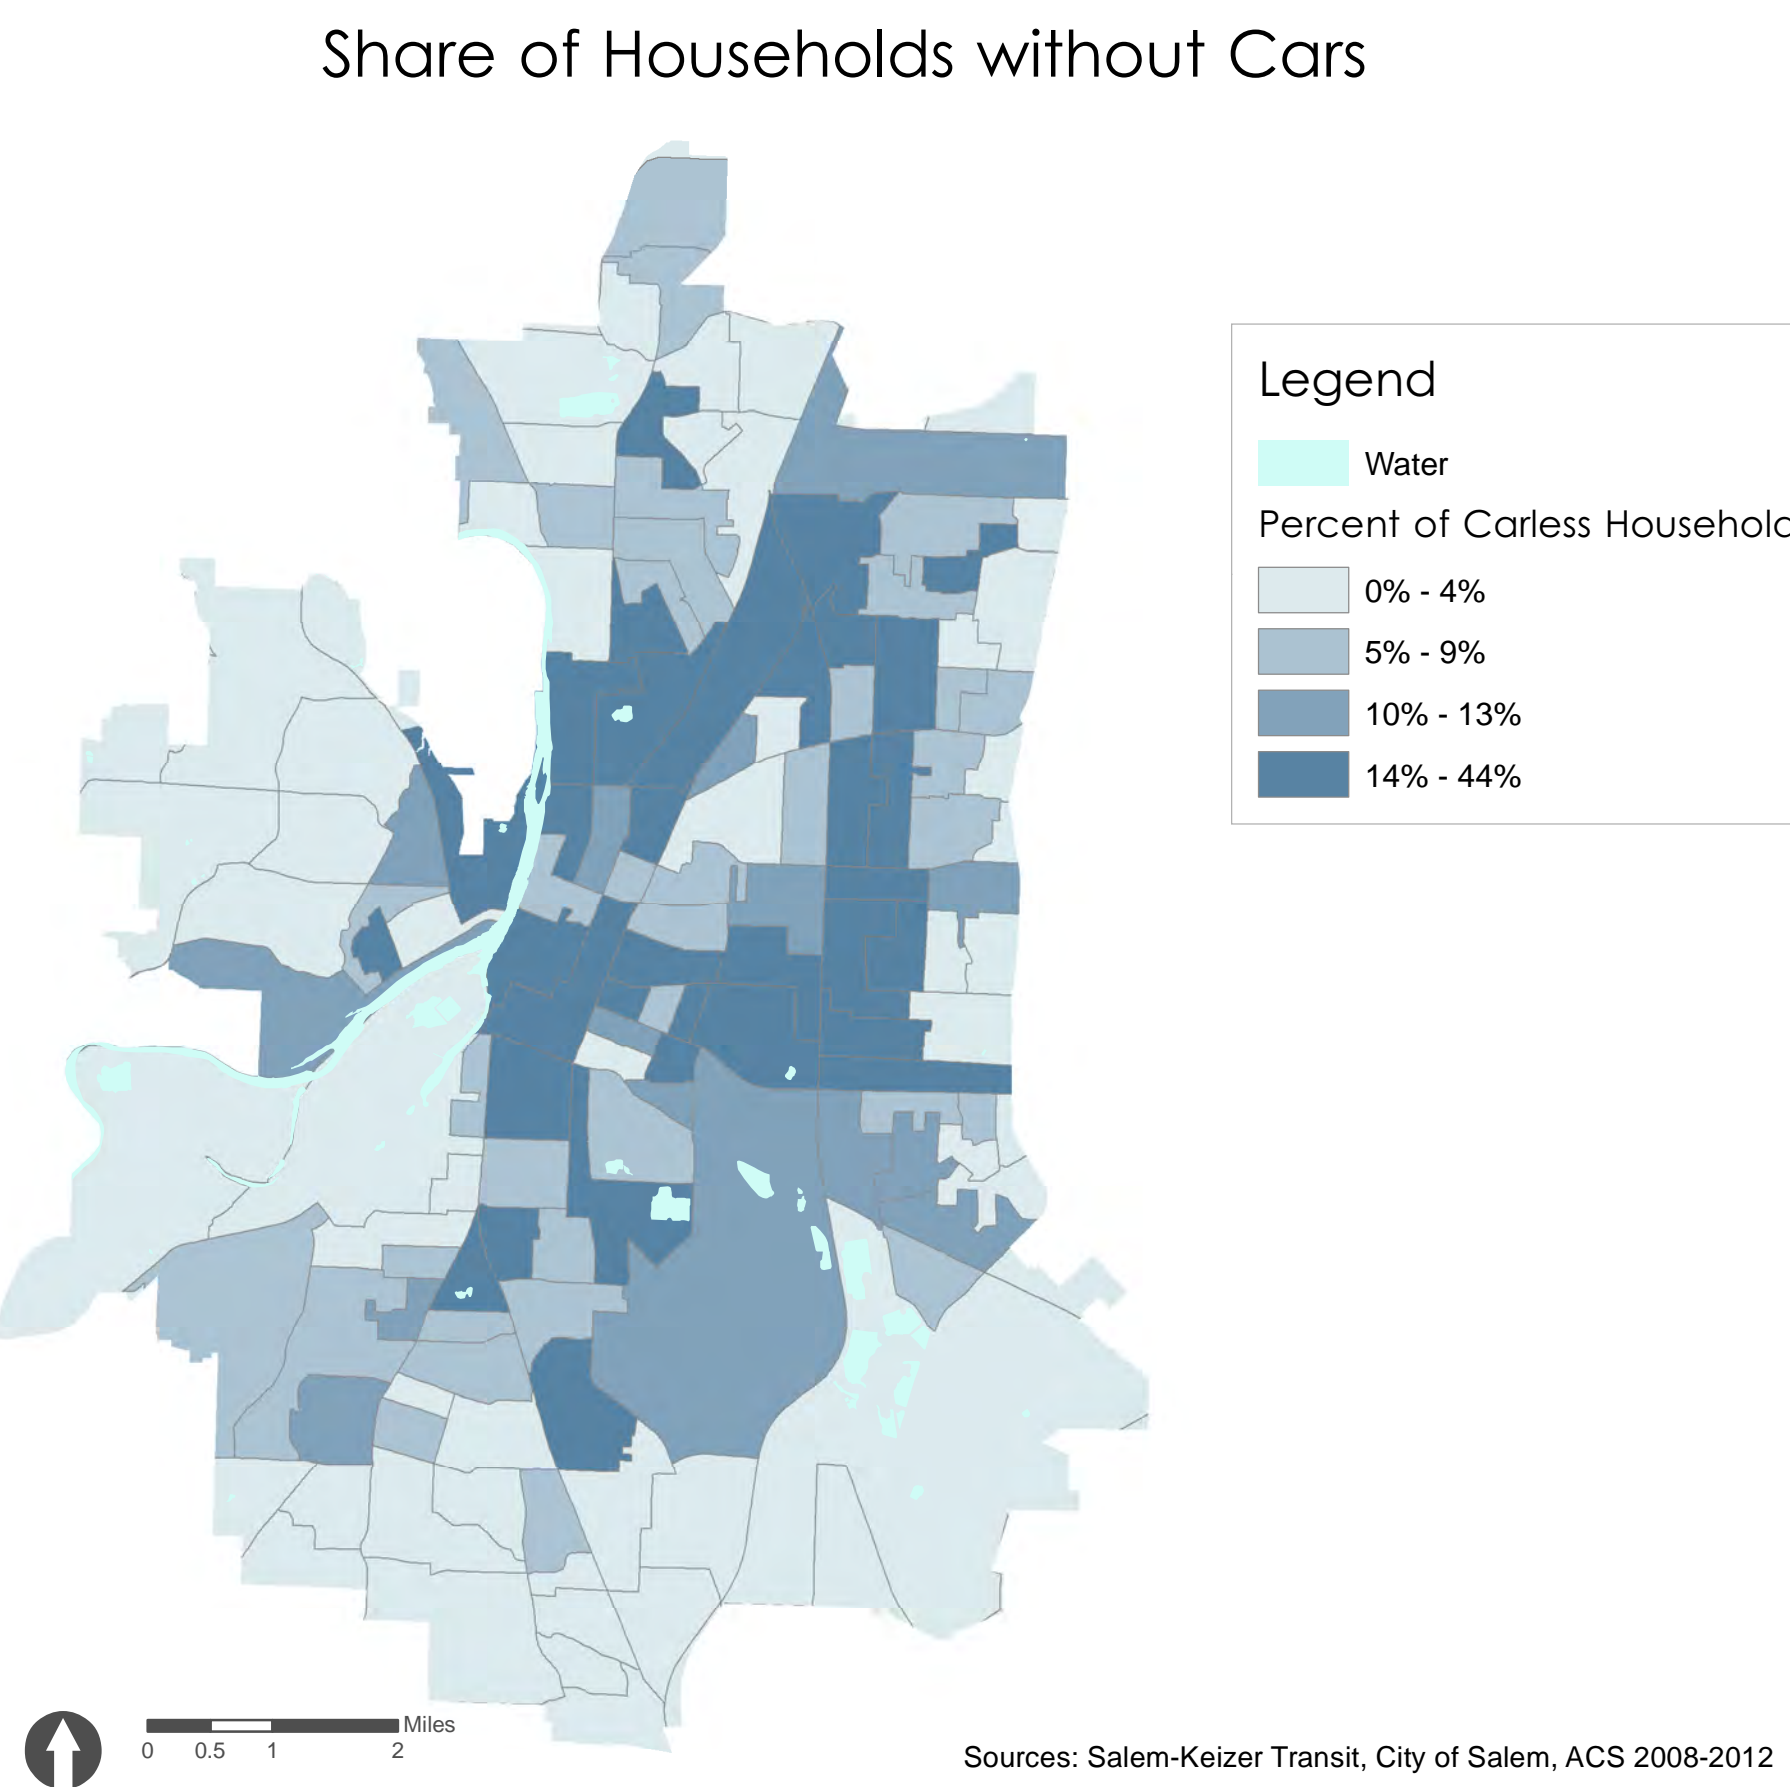 Share of Households without Cars
Legend
Water
Percent of Carless Househol
0% - 4%
5% - 9%
10% - 13%
14% - 44%
Miles
0 0.5 1 2
Sources: Salem-Keizer Transit, City of Salem, ACS 2008-2012